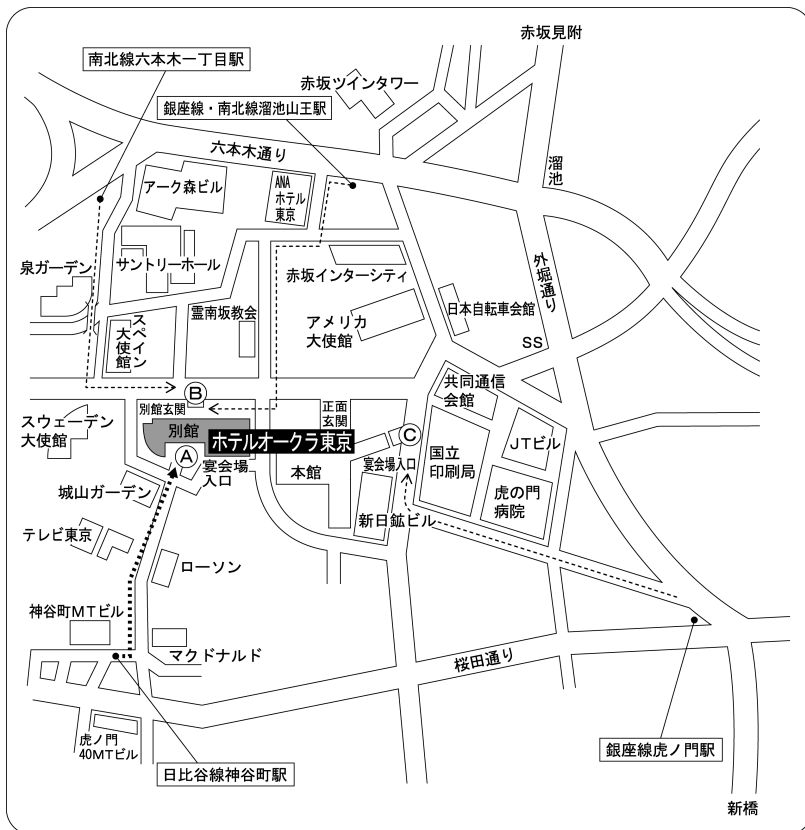 赤坂見附
南北線六本木一丁目駅
赤坂ツインタワー
銀座線・南北線溜池山王駅
六本木通り
溜池
アーク森ビル
ANA
ホテル
東京
外堀通り
サントリーホール
泉ガーデン
赤坂インターシティ
霊南坂教会
日本自転車会館
アメリカ
大使館
スペイン
大使館
SS
共同通信
会館
B
別館玄関
正面
玄関
スウェーデン
大使館
別館
ホテルオークラ東京
C
JTビル
A
宴会場
入口
本館
宴会場入口
国立
印刷局
城山ガーデン
虎の門
病院
新日鉱ビル
テレビ東京
ローソン
神谷町MTビル
マクドナルド
桜田通り
虎ノ門
40MTビル
日比谷線神谷町駅
銀座線虎ノ門駅
新橋